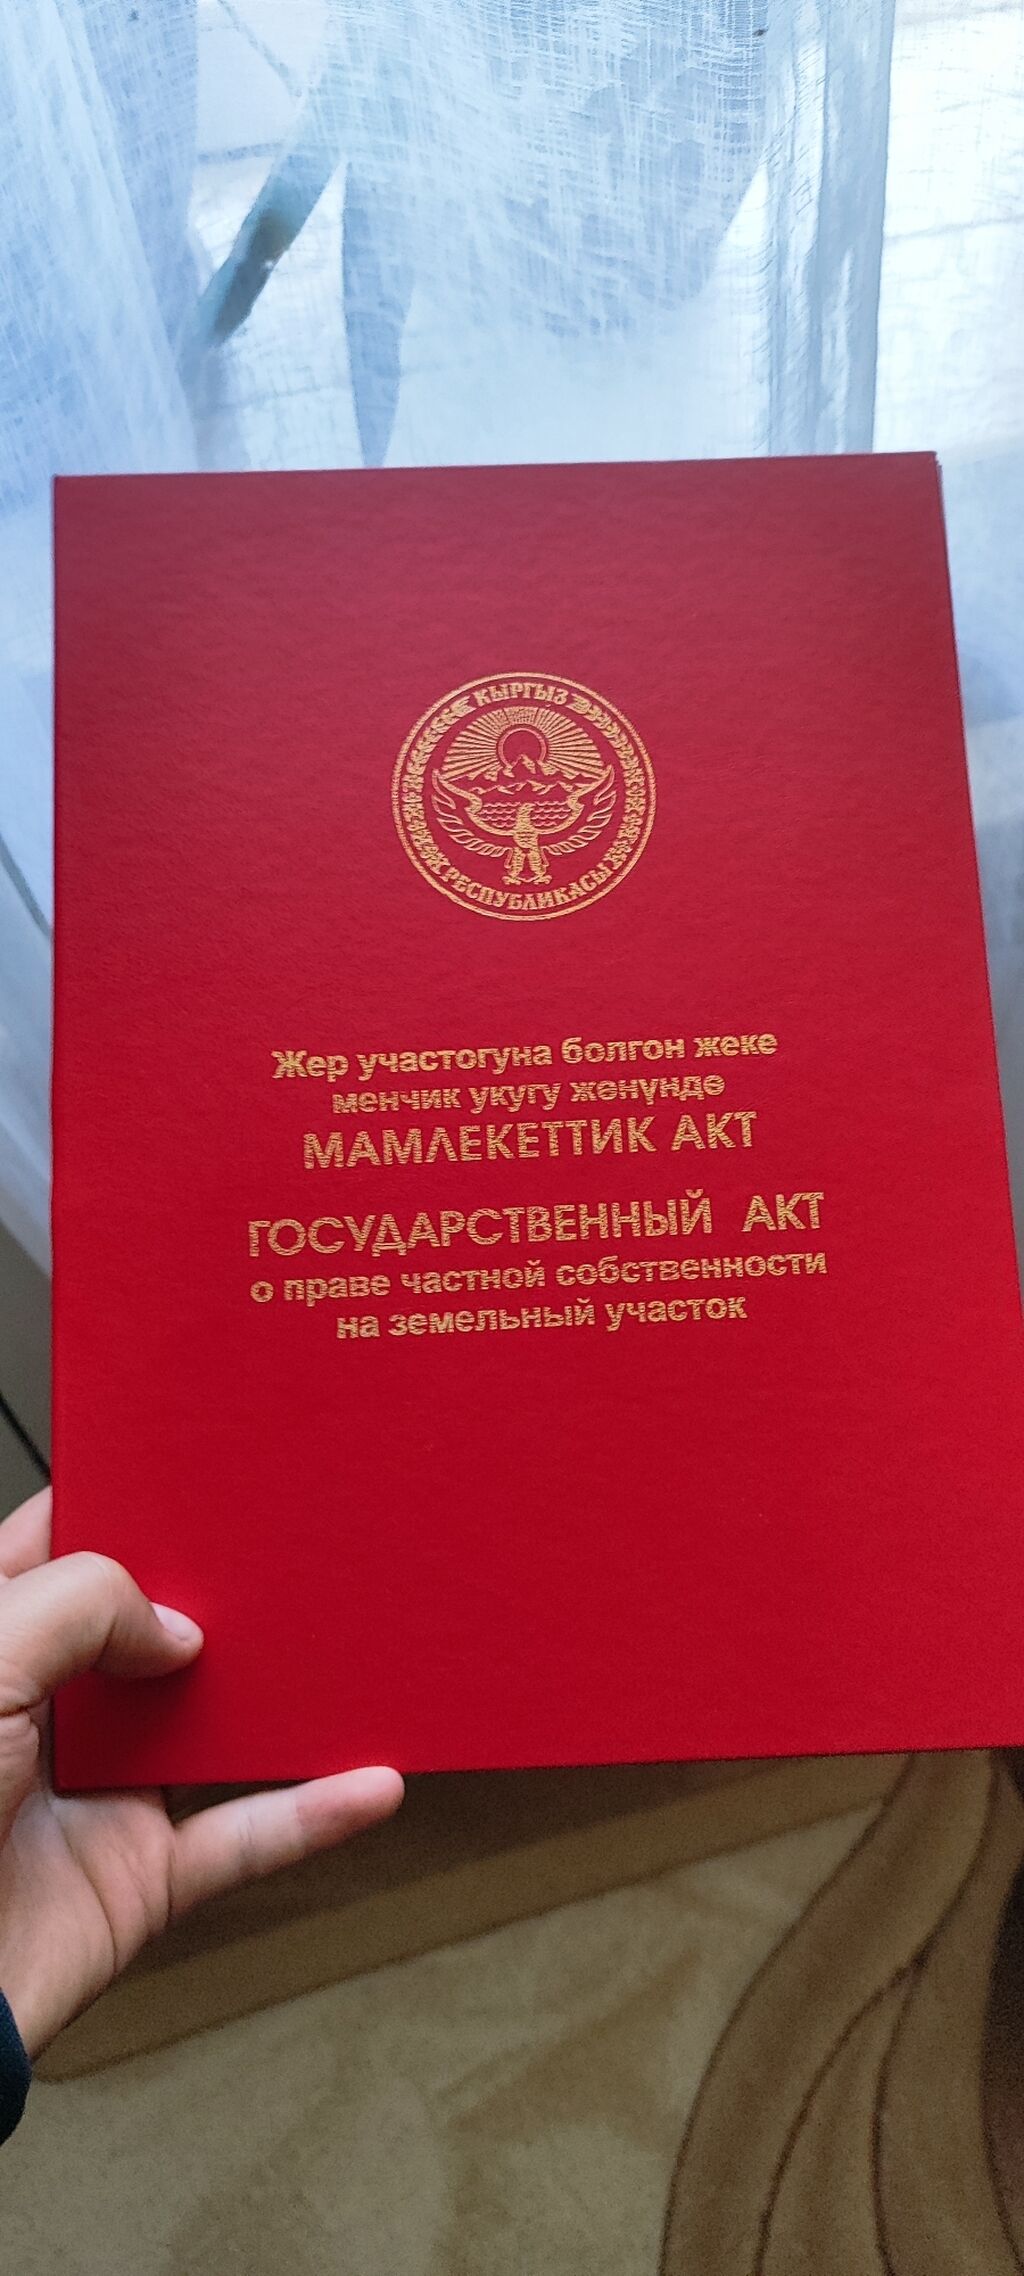 КЫРГЫЗ
РЕСПУБЛИКАСЫ
Жер участогуна болгон жеке
менчик укугу жөнүндө
МАМЛЕКЕТТИК АКТ
ГОСУДАРСТВЕННЫЙ АКТ
о праве частной собственности
на земельный участок